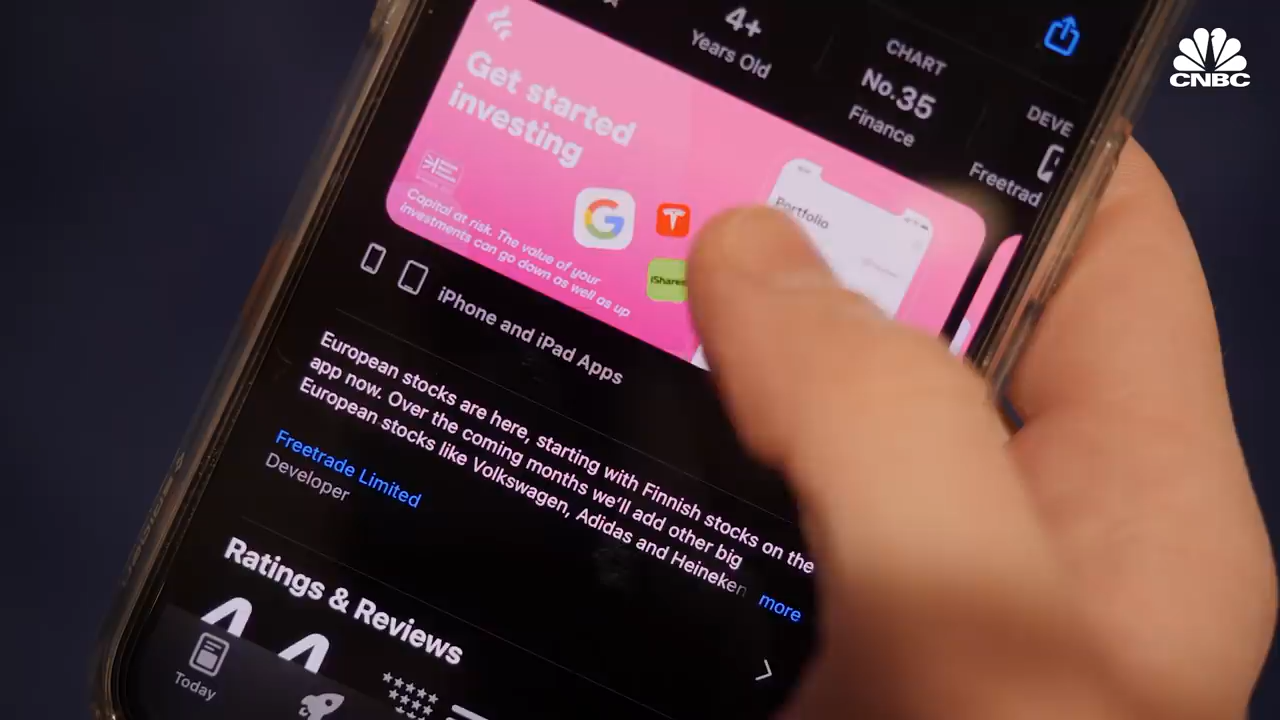 4+
Years Old
CHART
No.35
Finance
DEVE
Freetrad
CNBC
Get started
investing
Capital at risk. The value of your
investments can go down as well as up
G
T
iShares
Portfolio
iPhone and iPad Apps
European stocks are here, starting with Finnish stocks on the
app now. Over the coming months we'll add other big
European stocks like Volkswagen, Adidas and Heineken
more
Freetrade Limited
Developer
Ratings & Reviews
Today